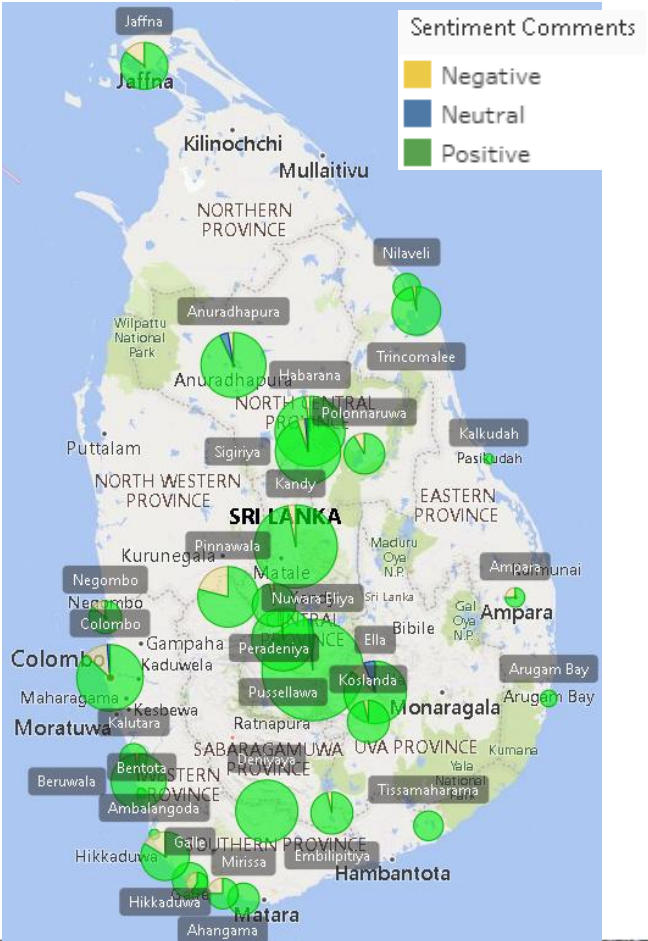 Jaffna
Sentiment Comments
Negative
Neutral
Positive
Jaffna
Kilinochchi
Mullaitivu
NORTHERN
PROVINCE
Nilaveli
Anuradhapura
Wilpattu
National
Park
Trincomalee
Anuradhapura
Habarana
NORTH CENTRAL
PROVINCE
Polonnaruwa
Puttalam
Sigiriya
Kalkudah
Pasikudah
NORTH WESTERN
PROVINCE
Kandy
EASTERN
PROVINCE
SRI LANKA
Pinnawala
Kurunegala
Maduru
Oya
N.P.
Matale
Ampara
Negombo
Negombo
Nuwara Eliya
Sri Lanka
Gal
Oya
N.P.
Ampara
Colombo
Gampaha
Peradeniya
Ella
Bibile
Colombo
Kaduwela
Arugam Bay
Maharagama
Kesbewa
Pussellawa
Koslanda
Monaragala
Arugam Bay
Moratuwa
Kalutara
Ratnapura
SABARAGAMUWA
PROVINCE
UVA PROVINCE
Kumana
Deniyaya
Yala
National
Park
Bentota
Beruwala
WESTERN
PROVINCE
Ambalangoda
Tissamaharama
Galle
SOUTHERN PROVINCE
Hikkaduwa
Mirissa
Embilipitiya
Hambantota
Hikkaduwa
Matara
Ahangama